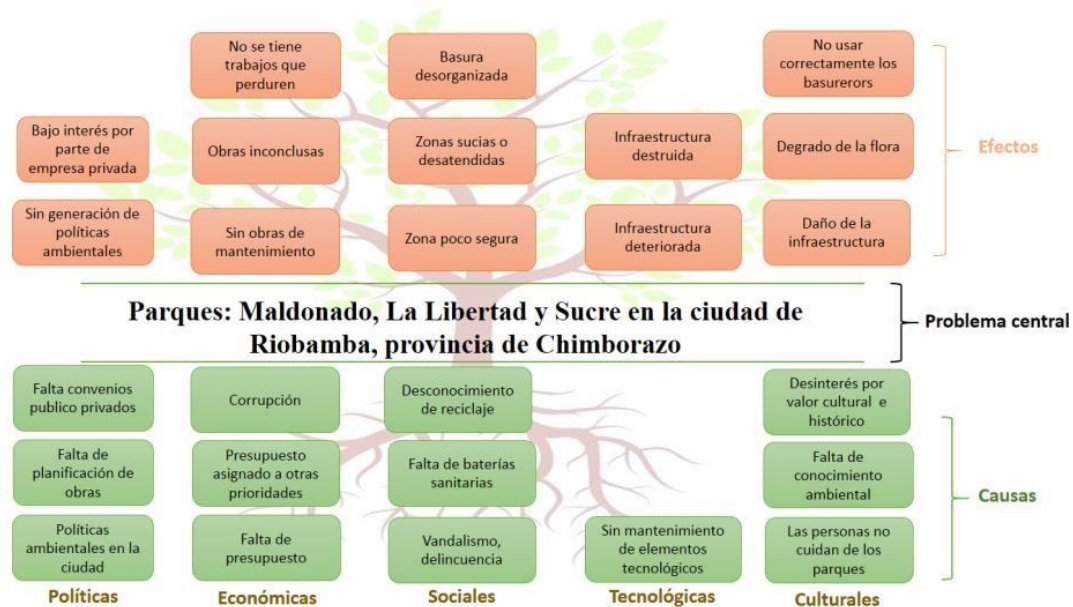 No se tiene
trabajos que
perduren
Basura
desorganizada
No usar
correctamente los
basurerors
Bajo interés por
parte de
empresa privada
Obras inconclusas
Zonas sucias o
desatendidas
Infraestructura
destruida
Degrado de la flora
Efectos
Sin generación de
políticas
ambientales
Sin obras de
mantenimiento
Zona poco segura
Infraestructura
deteriorada
Daño de la
infraestructura
Parques: Maldonado, La Libertad y Sucre en la ciudad de
Riobamba, provincia de Chimborazo
Problema central
Falta convenios
publico privados
Corrupción
Desconocimiento
de reciclaje
Desinterés por
valor cultural e
histórico
Falta de
planificación de
obras
Presupuesto
asignado a otras
prioridades
Falta de baterías
sanitarias
Falta de
conocimiento
ambiental
Causas
Políticas
ambientales en la
ciudad
Falta de
presupuesto
Vandalismo,
delincuencia
Sin mantenimiento
de elementos
tecnológicos
Las personas no
cuidan de los
parques
Políticas
Económicas
Sociales
Tecnológicas
Culturales